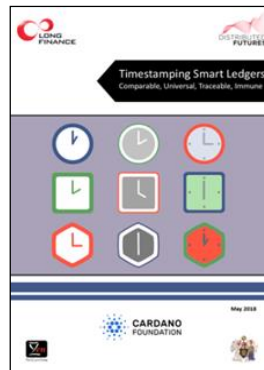 LONG
FINANCE
DISTRIBUTED
FUTURES
Timestamping Smart Ledgers
Comparable, Universal, Traceable, Immune
May 2018
CARDANO
FOUNDATION